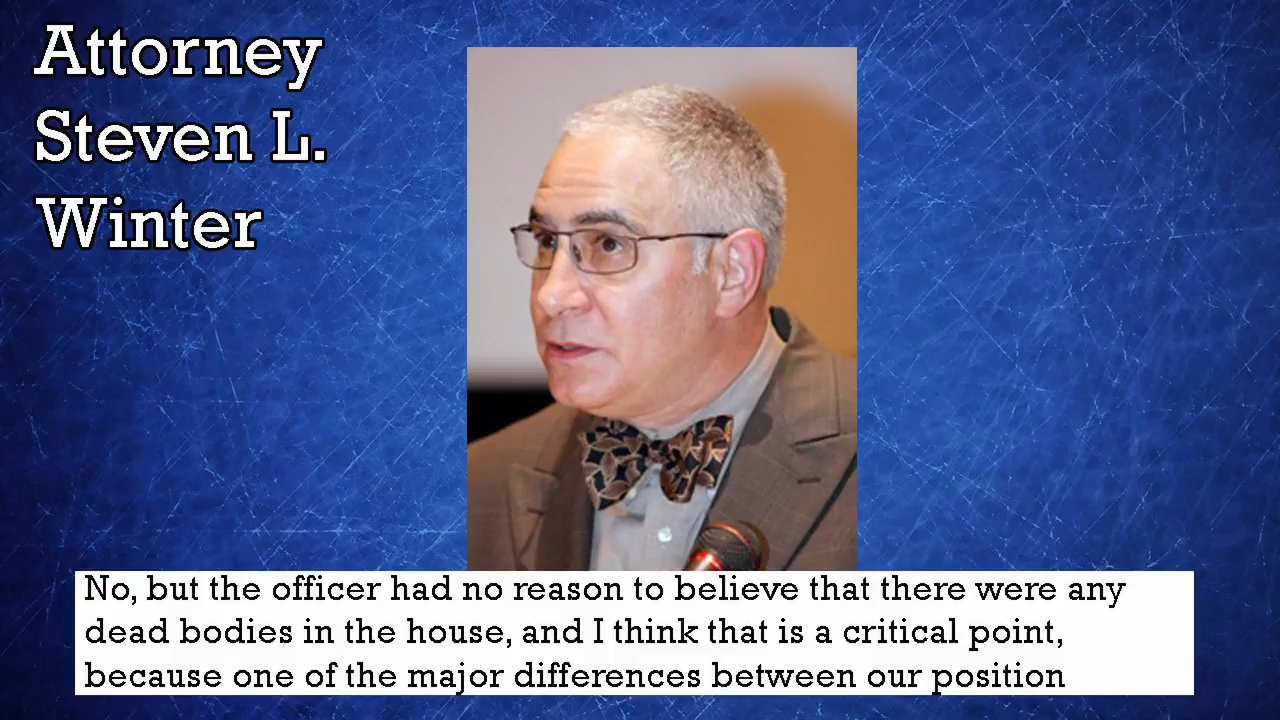 Attorney
Steven L.
Winter
No, but the officer had no reason to believe that there were any
dead bodies in the house, and I think that is a critical point,
because one of the major differences between our position